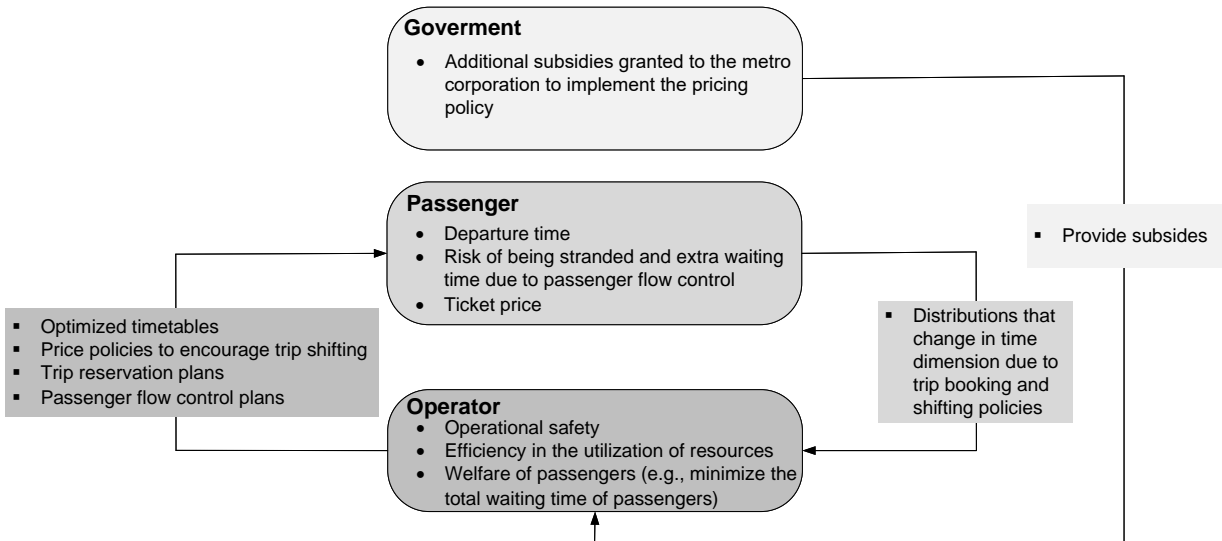 Goverment
• Additional subsidies granted to the metro
corporation to implement the pricing
policy
Passenger
• Departure time
• Risk of being stranded and extra waiting
time due to passenger flow control
• Ticket price
▪ Provide subsides
▪ Optimized timetables
▪ Price policies to encourage trip shifting
▪ Trip reservation plans
▪ Passenger flow control plans
▪ Distributions that
change in time
dimension due to
trip booking and
shifting policies
Operator
• Operational safety
• Efficiency in the utilization of resources
• Welfare of passengers (e.g., minimize the
total waiting time of passengers)